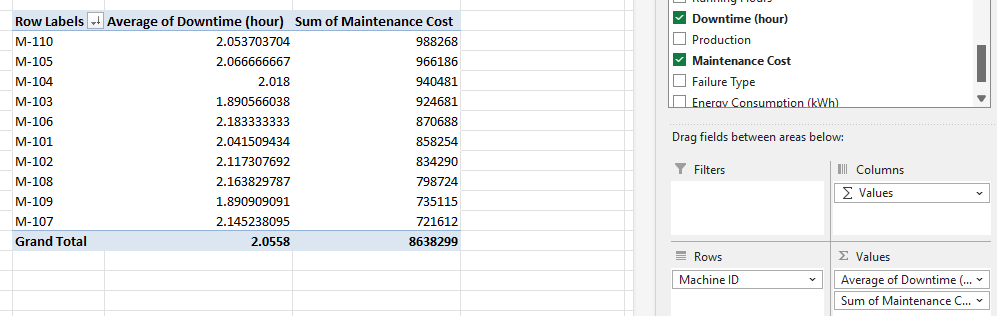 Row Labels Average of Downtime (hour) Sum of Maintenance Cost
M-110 2.053703704 988268
M-105 2.066666667 966186
M-104 2.018 940481
M-103 1.890566038 924681
M-106 2.183333333 870688
M-101 2.041509434 858254
M-102 2.117307692 834290
M-108 2.163829787 798724
M-109 1.890909091 735115
M-107 2.145238095 721612
Grand Total 2.0558 8638299
Running Hours
Downtime (hour)
Production
Maintenance Cost
Failure Type
Energy Consumption (kWh)
Drag fields between areas below:
Filters
Columns
Σ Values
Rows
Σ Values
Machine ID
Average of Downtime (...
Sum of Maintenance C...